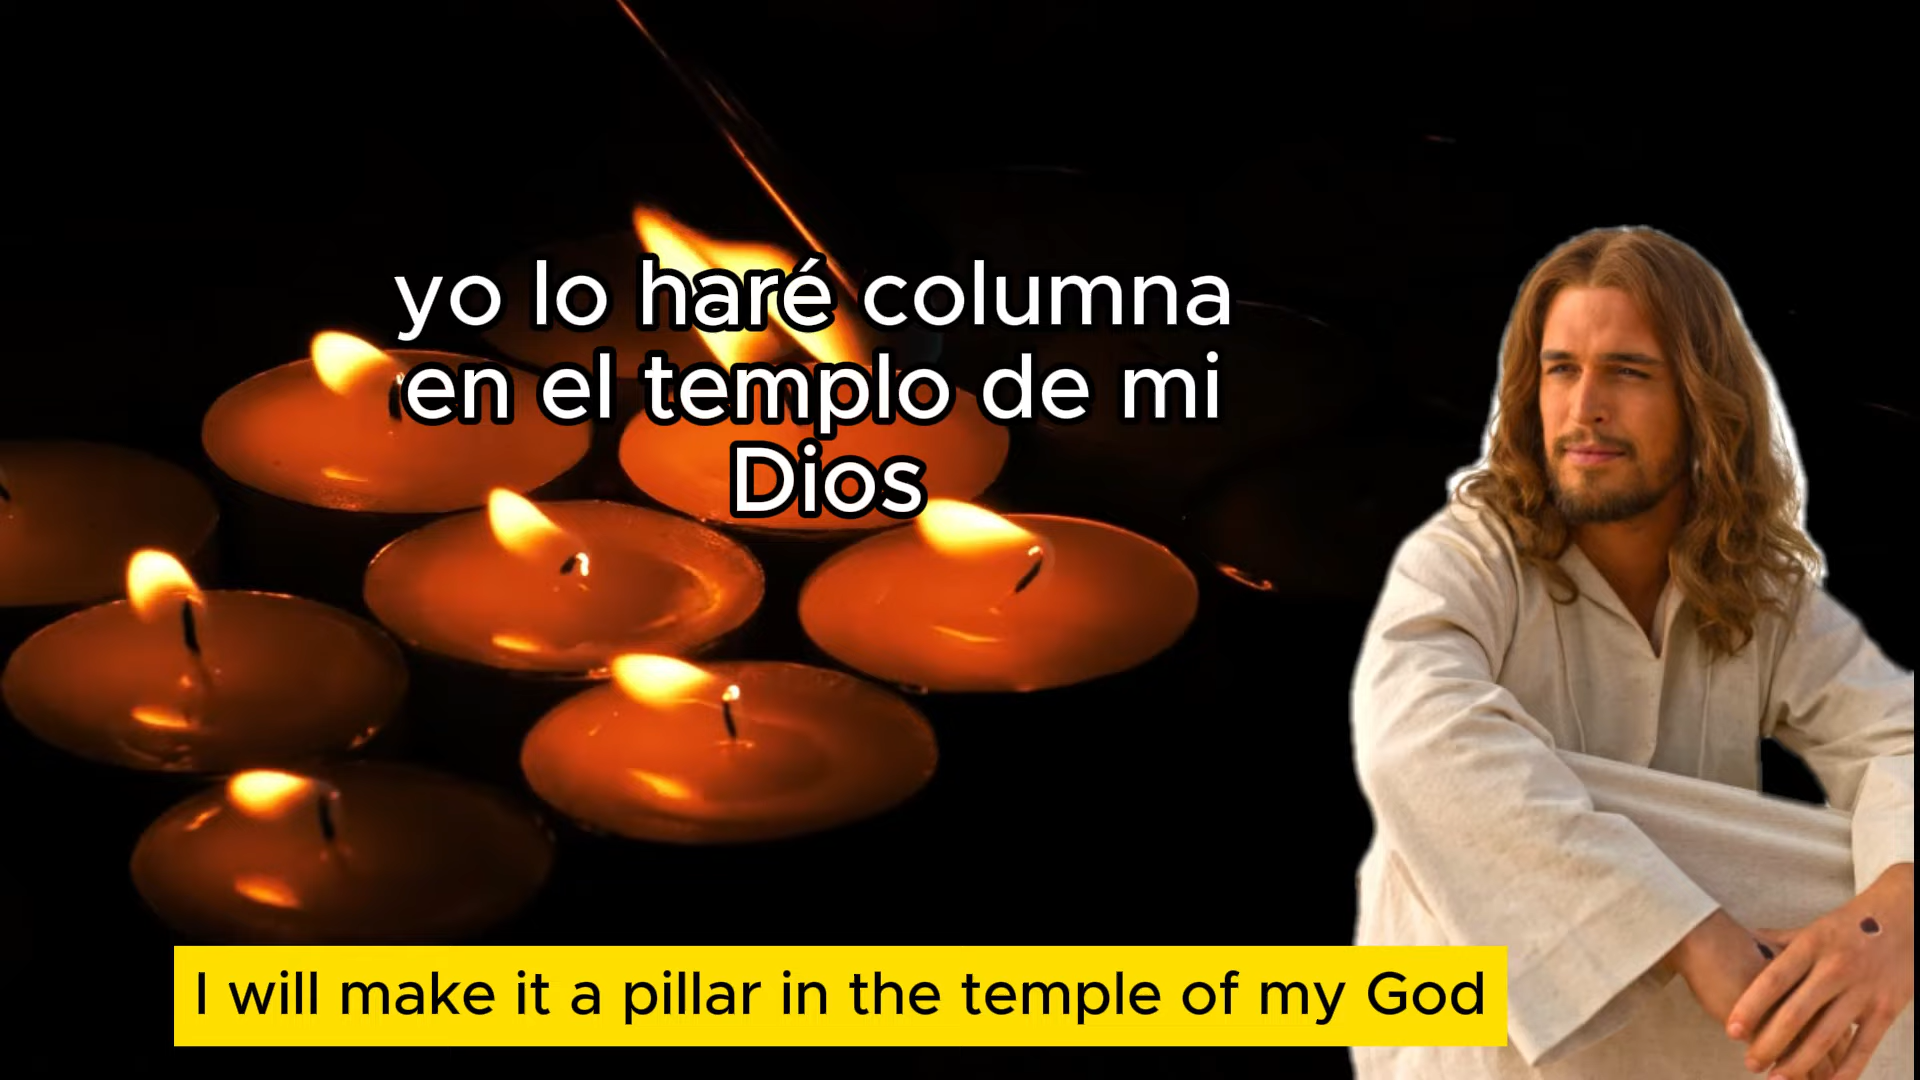 yo lo haré columna
en el templo de mi
Dios
I will make it a pillar in the temple of my God